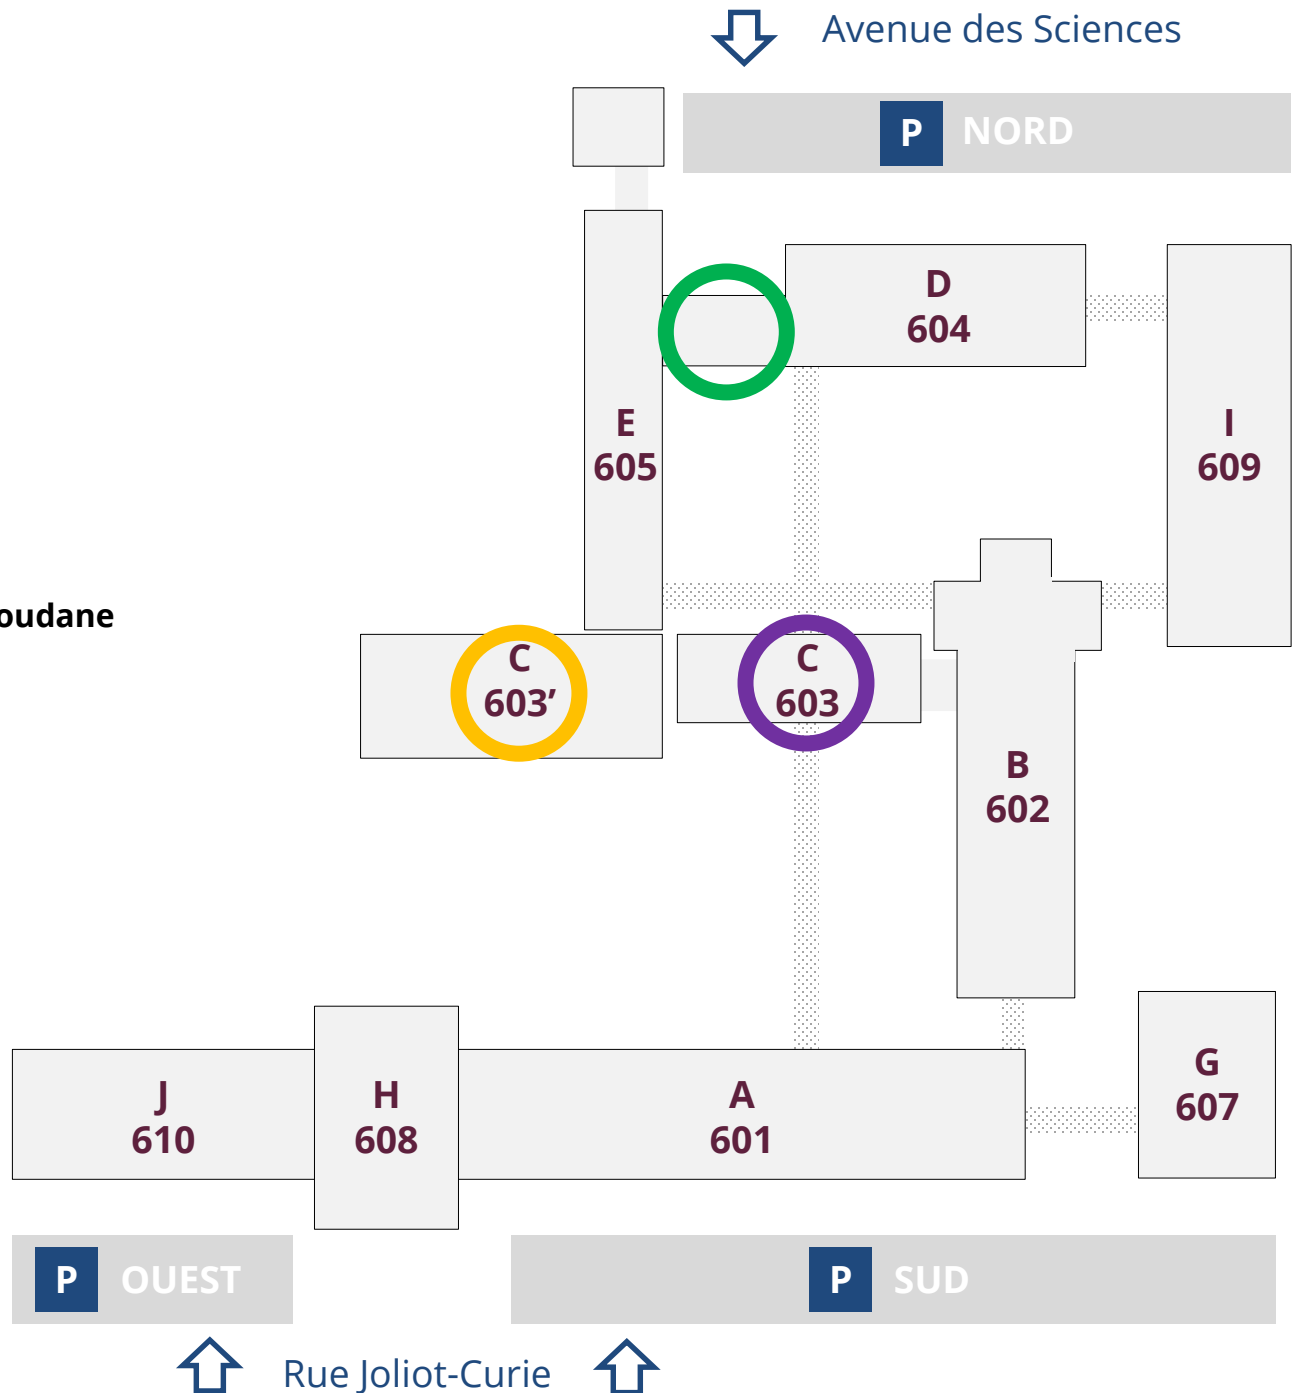 Avenue des Sciences
P NORD
D
604
E
605
I
609
oudane
C
603’
C
603
B
602
J
610
H
608
A
601
G
607
P OUEST
P SUD
Rue Joliot-Curie